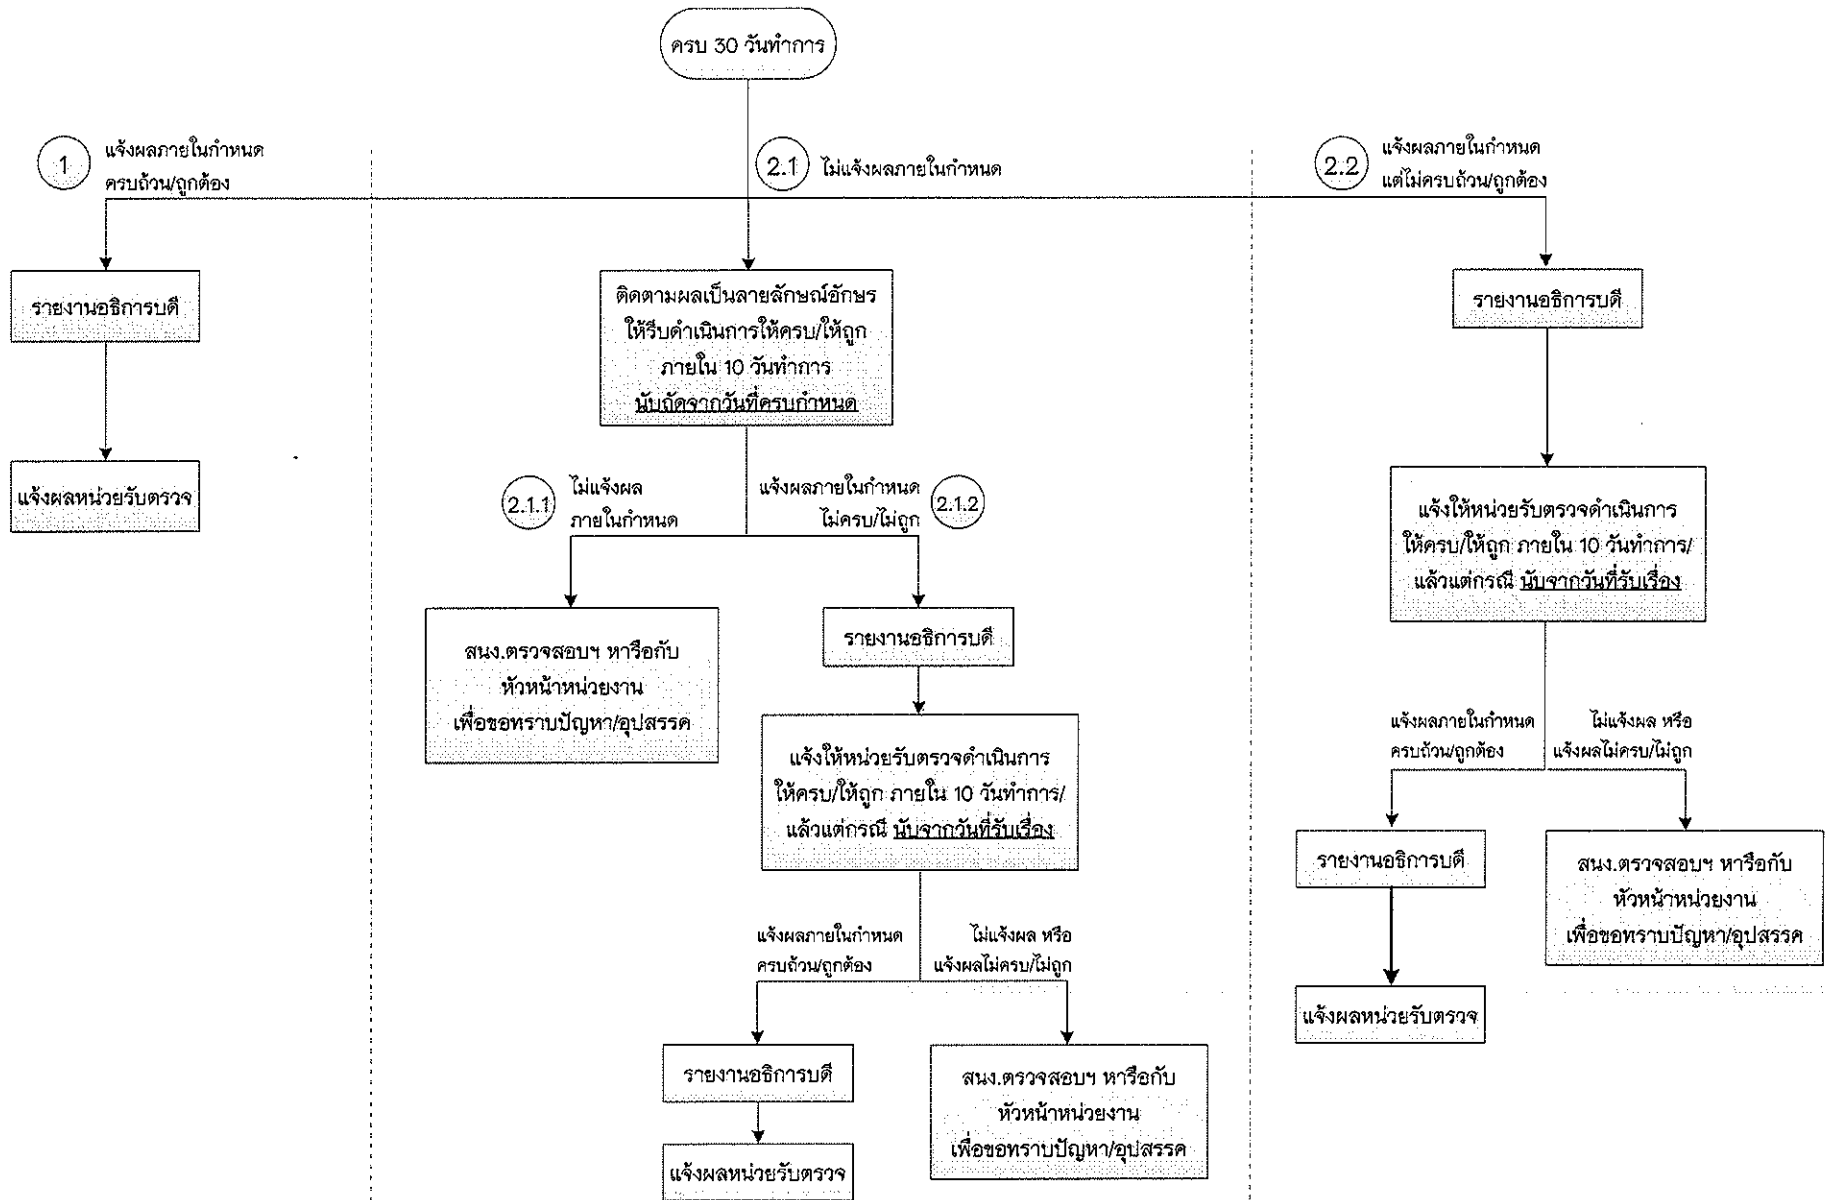 ครบ 30 วันทำการ
1
แจ้งผลภายในกำหนด
ครบถ้วน/ถูกต้อง
2.1
ไม่แจ้งผลภายในกำหนด
2.2
แจ้งผลภายในกำหนด
แต่ไม่ครบถ้วน/ถูกต้อง
รายงานอธิการบดี
แจ้งผลหน่วยรับตรวจ
ติดตามผลเป็นลายลักษณ์อักษร
ให้รีบดำเนินการให้ครบ/ให้ถูก
ภายใน 10 วันทำการ
นับถัดจากวันที่ครบกำหนด
2.1.1
ไม่แจ้งผล
ภายในกำหนด
แจ้งผลภายในกำหนด
ไม่ครบ/ไม่ถูก
2.1.2
สนง.ตรวจสอบฯ หารือกับ
หัวหน้าหน่วยงาน
เพื่อขอทราบปัญหา/อุปสรรค
รายงานอธิการบดี
แจ้งให้หน่วยรับตรวจดำเนินการ
ให้ครบ/ให้ถูก ภายใน 10 วันทำการ/
แล้วแต่กรณี นับจากวันที่รับเรื่อง
แจ้งผลภายในกำหนด
ครบถ้วน/ถูกต้อง
ไม่แจ้งผล หรือ
แจ้งผลไม่ครบ/ไม่ถูก
รายงานอธิการบดี
แจ้งผลหน่วยรับตรวจ
สนง.ตรวจสอบฯ หารือกับ
หัวหน้าหน่วยงาน
เพื่อขอทราบปัญหา/อุปสรรค
รายงานอธิการบดี
แจ้งให้หน่วยรับตรวจดำเนินการ
ให้ครบ/ให้ถูก ภายใน 10 วันทำการ/
แล้วแต่กรณี นับจากวันที่รับเรื่อง
แจ้งผลภายในกำหนด
ครบถ้วน/ถูกต้อง
ไม่แจ้งผล หรือ
แจ้งผลไม่ครบ/ไม่ถูก
รายงานอธิการบดี
แจ้งผลหน่วยรับตรวจ
สนง.ตรวจสอบฯ หารือกับ
หัวหน้าหน่วยงาน
เพื่อขอทราบปัญหา/อุปสรรค